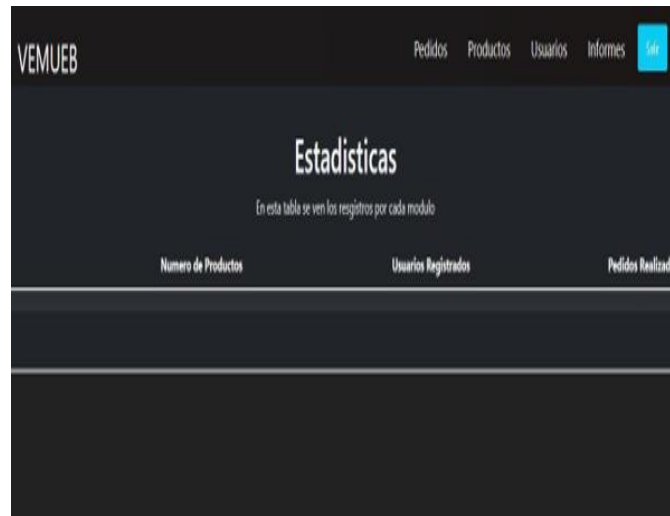 VEMUEB
Pedidos Productos Usuarios Informes Salir
Estadisticas
En esta tabla se ven los resgistros por cada modulo
Numero de Productos Usuarios Registrados Pedidos Realizad